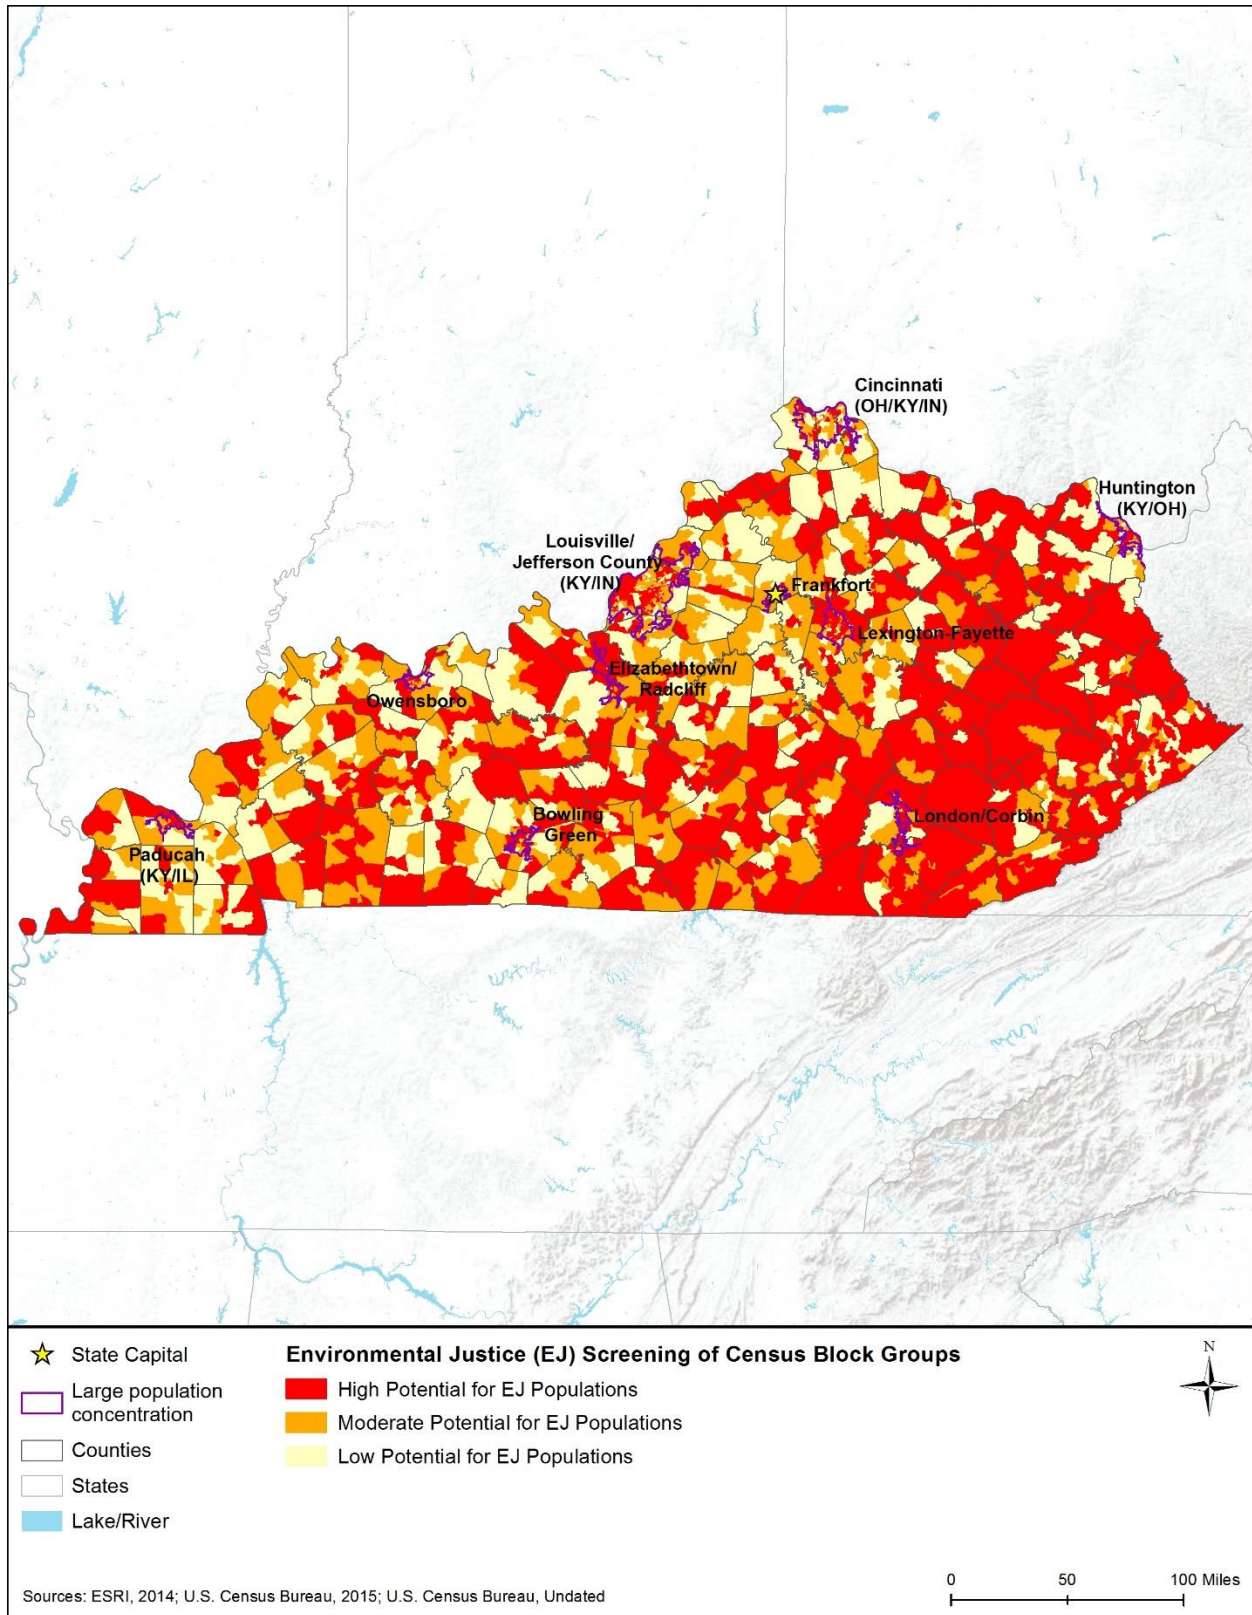 Cincinnati
(OH/KY/IN)
Huntington
(KY/OH)
Louisville/
Jefferson County
(KY/IN)
Frankfort
Lexington-Fayette
Elizabethtown/
Radcliff
Owensboro
Bowling
Green
London/Corbin
Paducah
(KY/IL)
State Capital
Large population
concentration
Counties
States
Lake/River
Environmental Justice (EJ) Screening of Census Block Groups
High Potential for EJ Populations
Moderate Potential for EJ Populations
Low Potential for EJ Populations
N
Sources: ESRI, 2014; U.S. Census Bureau, 2015; U.S. Census Bureau, Undated
0 50 100 Miles